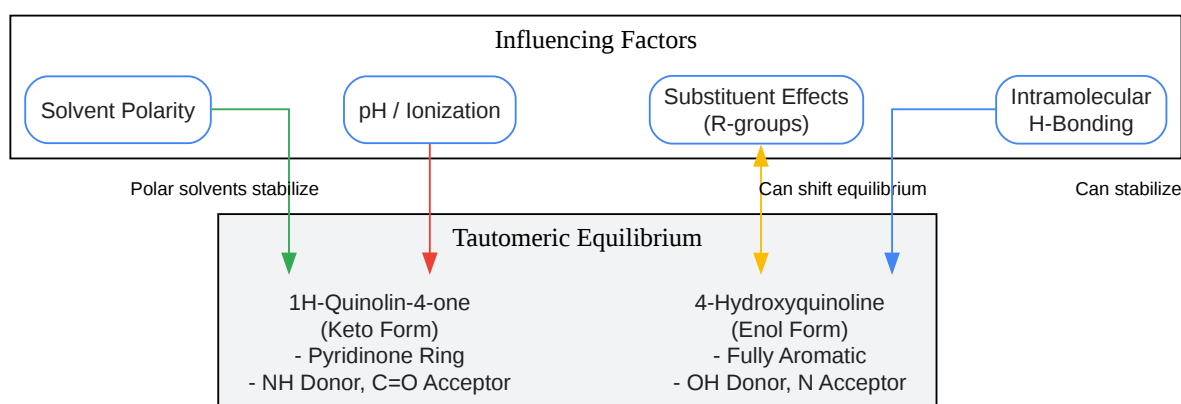 Influencing Factors
Solvent Polarity
pH / Ionization
Substituent Effects
(R-groups)
Intramolecular
H-Bonding
Polar solvents stabilize
Can shift equilibrium
Can stabilize
Tautomeric Equilibrium
1H-Quinolin-4-one
(Keto Form)
- Pyridinone Ring
- NH Donor, C=O Acceptor
4-Hydroxyquinoline
(Enol Form)
- Fully Aromatic
- OH Donor, N Acceptor